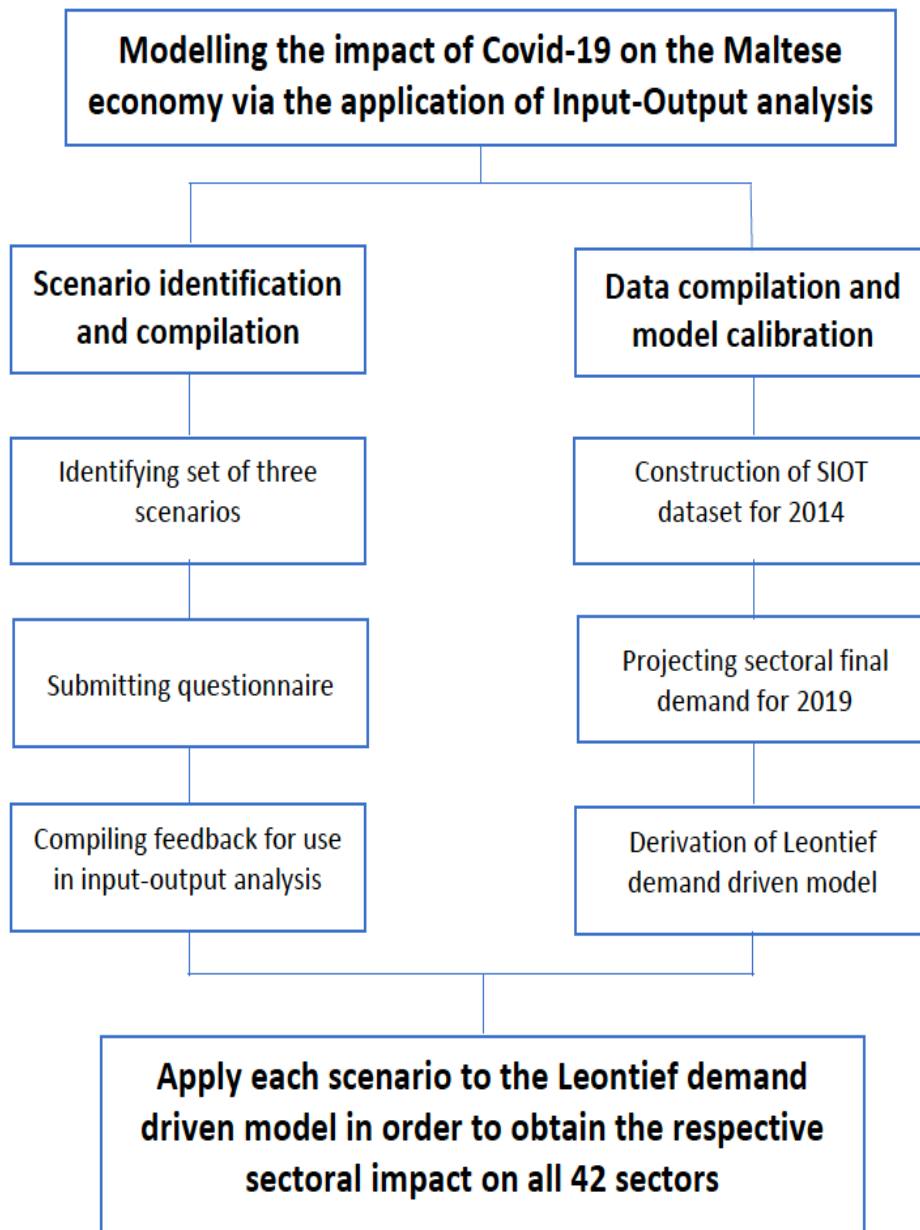 Modelling the impact of Covid-19 on the Maltese
economy via the application of Input-Output analysis
Scenario identification
and compilation
Identifying set of three
scenarios
Submitting questionnaire
Compiling feedback for use
in input-output analysis
Data compilation and
model calibration
Construction of SIOT
dataset for 2014
Projecting sectoral final
demand for 2019
Derivation of Leontief
demand driven model
Apply each scenario to the Leontief demand
driven model in order to obtain the respective
sectoral impact on all 42 sectors